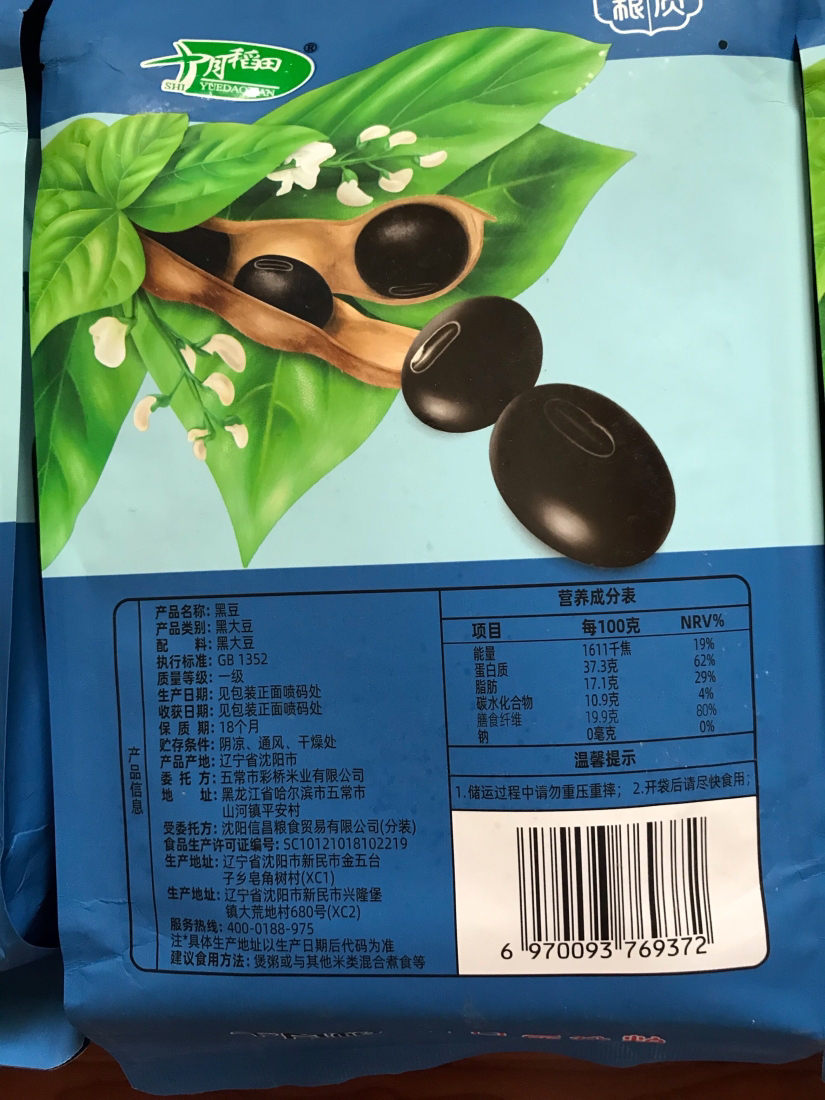 十月稻田®
SHI YUEDAOTIAN
产品信息
产品名称：黑豆
产品类别：黑大豆
配 料：黑大豆
执行标准：GB 1352
质量等级：一级
生产日期：见包装正面喷码处
收获日期：见包装正面喷码处
保 质 期：18个月
贮存条件：阴凉、通风、干燥处
产品产地：辽宁省沈阳市
委 托 方：五常市彩桥米业有限公司
地 址：黑龙江省哈尔滨市五常市
山河镇平安村
受委托方：沈阳信昌粮食贸易有限公司(分装)
食品生产许可证编号：SC10121018102219
生产地址：辽宁省沈阳市新民市金五台
子乡皂角树村(XC1)
生产地址：辽宁省沈阳市新民市兴隆堡
镇大荒地村680号(XC2)
服务热线：400-0188-975
注*具体生产地址以生产日期后代码为准
建议食用方法：煲粥或与其他米类混合煮食等
营养成分表
项目 每100克 NRV%
能量 1611千焦 19%
蛋白质 37.3克 62%
脂肪 17.1克 29%
碳水化合物 10.9克 4%
膳食纤维 19.9克 80%
钠 0毫克 0%
温馨提示
1.储运过程中请勿重压重摔； 2.开袋后请尽快食用；
6 970093 769372